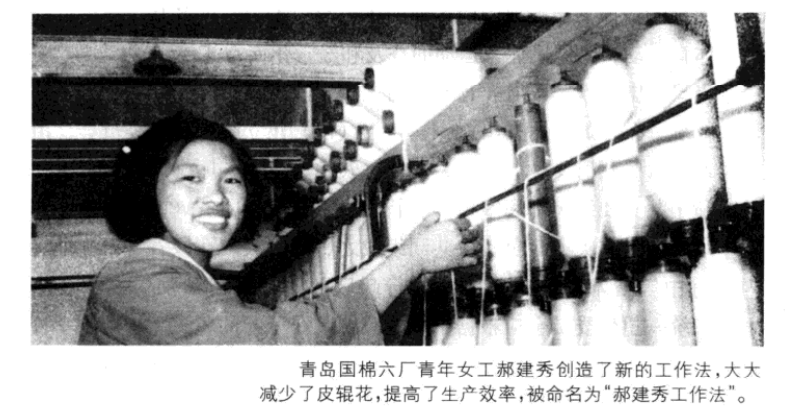 青岛国棉六厂青年女工郝建秀创造了新的工作法,大大
减少了皮辊花,提高了生产效率,被命名为“郝建秀工作法”。